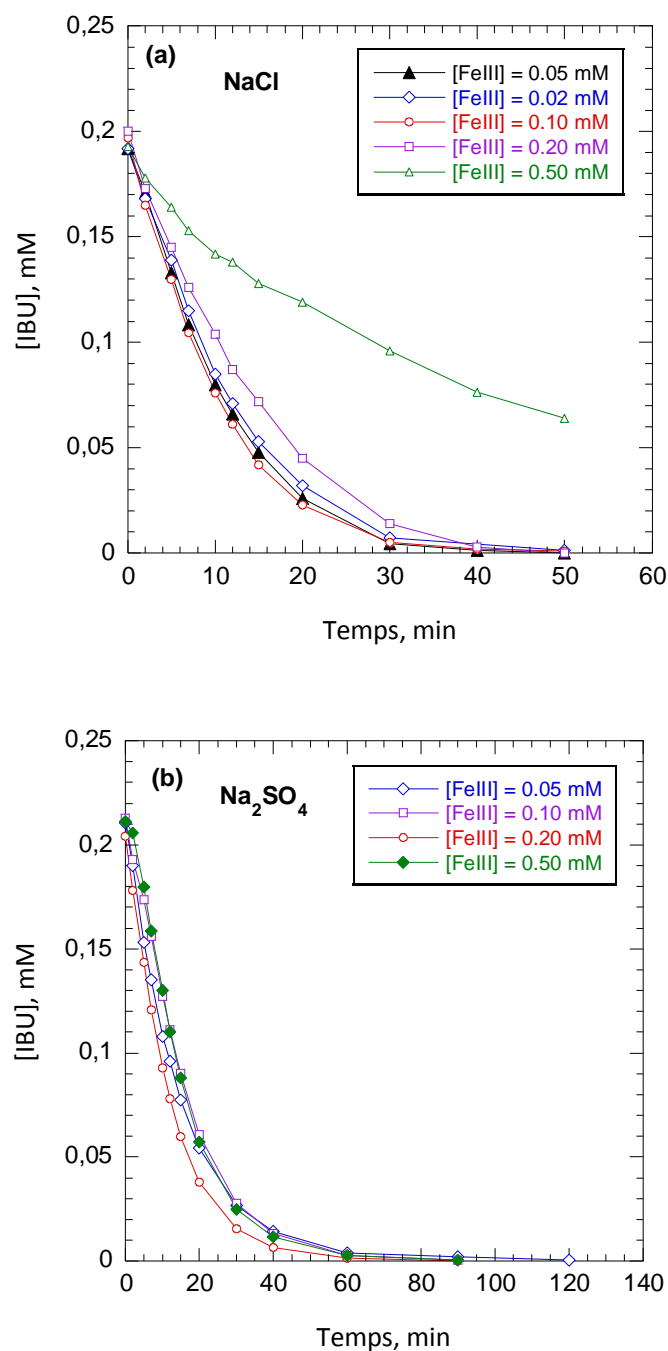 (a)
NaCl
[FeIII] = 0.05 mM
[FeIII] = 0.02 mM
[FeIII] = 0.10 mM
[FeIII] = 0.20 mM
[FeIII] = 0.50 mM
0,25
0,2
0,15
0,1
0,05
0
[IBU], mM
0 10 20 30 40 50 60
Temps, min
(b)
Na₂SO₄
[FeIII] = 0.05 mM
[FeIII] = 0.10 mM
[FeIII] = 0.20 mM
[FeIII] = 0.50 mM
0,25
0,2
0,15
0,1
0,05
0
[IBU], mM
0 20 40 60 80 100 120 140
Temps, min